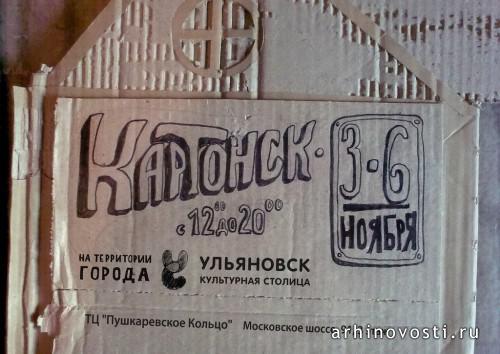 КАРТОНСК.
3-6
НОЯБРЯ
с 12⁰⁰ до 20⁰⁰
НА ТЕРРИТОРИИ
ГОРОДА
УЛЬЯНОВСК
КУЛЬТУРНАЯ СТОЛИЦА
ТЦ "Пушкаревское Кольцо" Московское шоссе
arhinovosti.ru